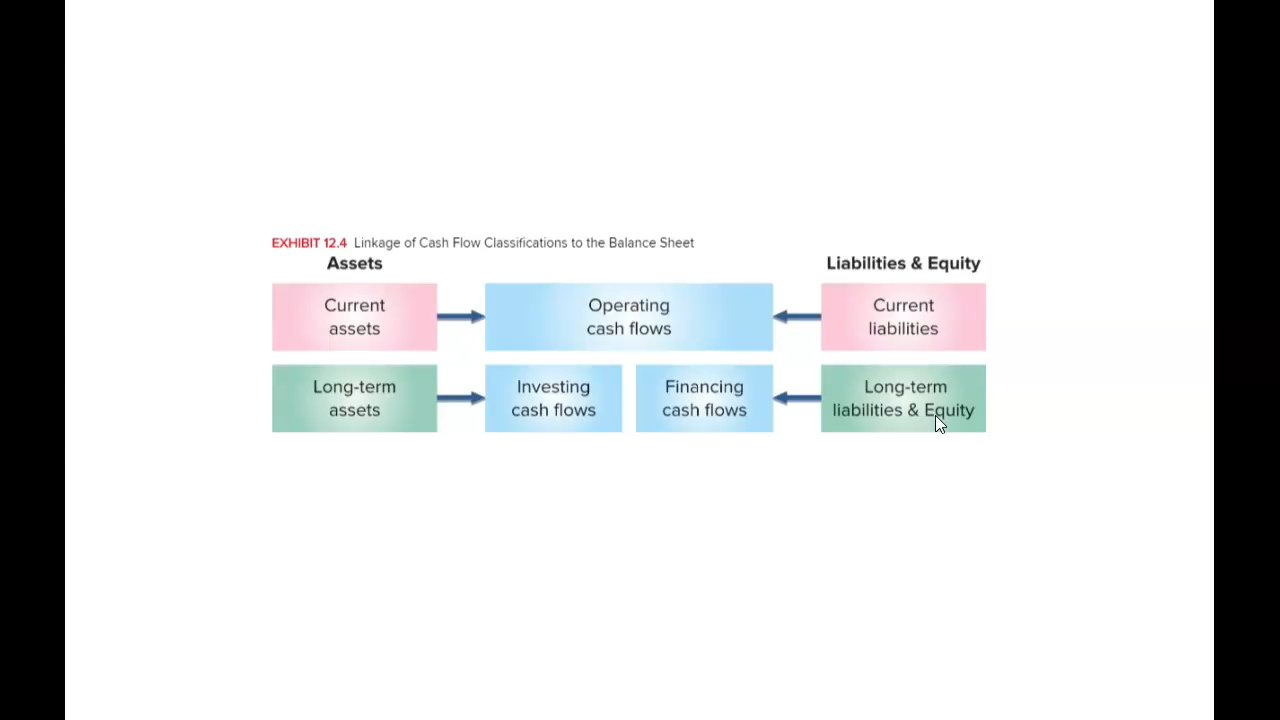 EXHIBIT 12.4 Linkage of Cash Flow Classifications to the Balance Sheet
Assets
Liabilities & Equity
Current
assets
Operating
cash flows
Current
liabilities
Long-term
assets
Investing
cash flows
Financing
cash flows
Long-term
liabilities & Equity